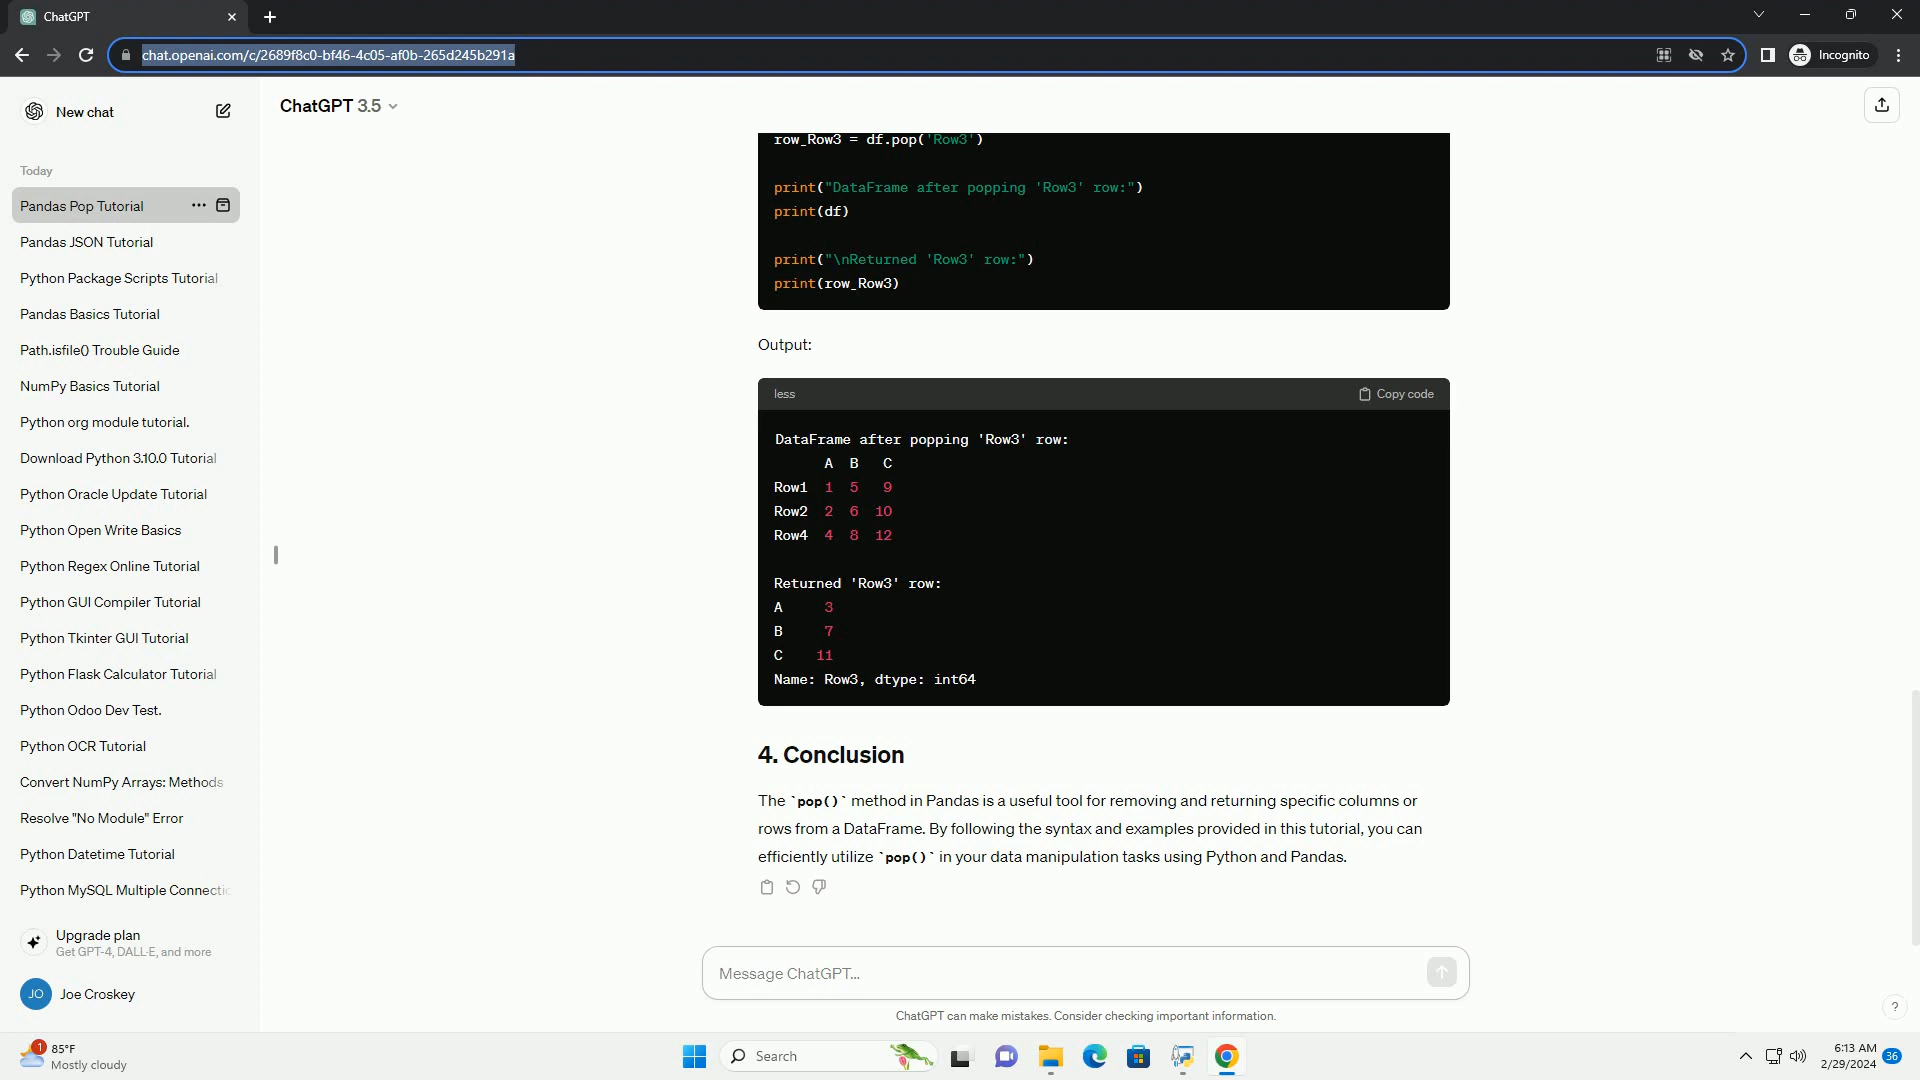 ChatGPT
chat.openai.com/c/2689f8c0-bf46-4c05-af0b-265d245b291a
Incognito
New chat
ChatGPT 3.5
Today
Pandas Pop Tutorial
Pandas JSON Tutorial
Python Package Scripts Tutorial
Pandas Basics Tutorial
Path.isfile() Trouble Guide
NumPy Basics Tutorial
Python org module tutorial.
Download Python 3.10.0 Tutorial
Python Oracle Update Tutorial
Python Open Write Basics
Python Regex Online Tutorial
Python GUI Compiler Tutorial
Python Tkinter GUI Tutorial
Python Flask Calculator Tutorial
Python Odoo Dev Test.
Python OCR Tutorial
Convert NumPy Arrays: Methods
Resolve "No Module" Error
Python Datetime Tutorial
Python MySQL Multiple Connectic
Upgrade plan
Get GPT-4, DALL·E, and more
JO
Joe Croskey
row_Row3 = df.pop('Row3')
print("DataFrame after popping 'Row3' row:")
print(df)
print("\nReturned 'Row3' row:")
print(row_Row3)
Output:
less
Copy code
DataFrame after popping 'Row3' row:
A B C
Row1 1 5 9
Row2 2 6 10
Row4 4 8 12
Returned 'Row3' row:
A 3
B 7
C 11
Name: Row3, dtype: int64
4. Conclusion
The `pop()` method in Pandas is a useful tool for removing and returning specific columns or
rows from a DataFrame. By following the syntax and examples provided in this tutorial, you can
efficiently utilize `pop()` in your data manipulation tasks using Python and Pandas.
Message ChatGPT...
ChatGPT can make mistakes. Consider checking important information.
?
1
85°F
Mostly cloudy
Search
6:13 AM
2/29/2024
36